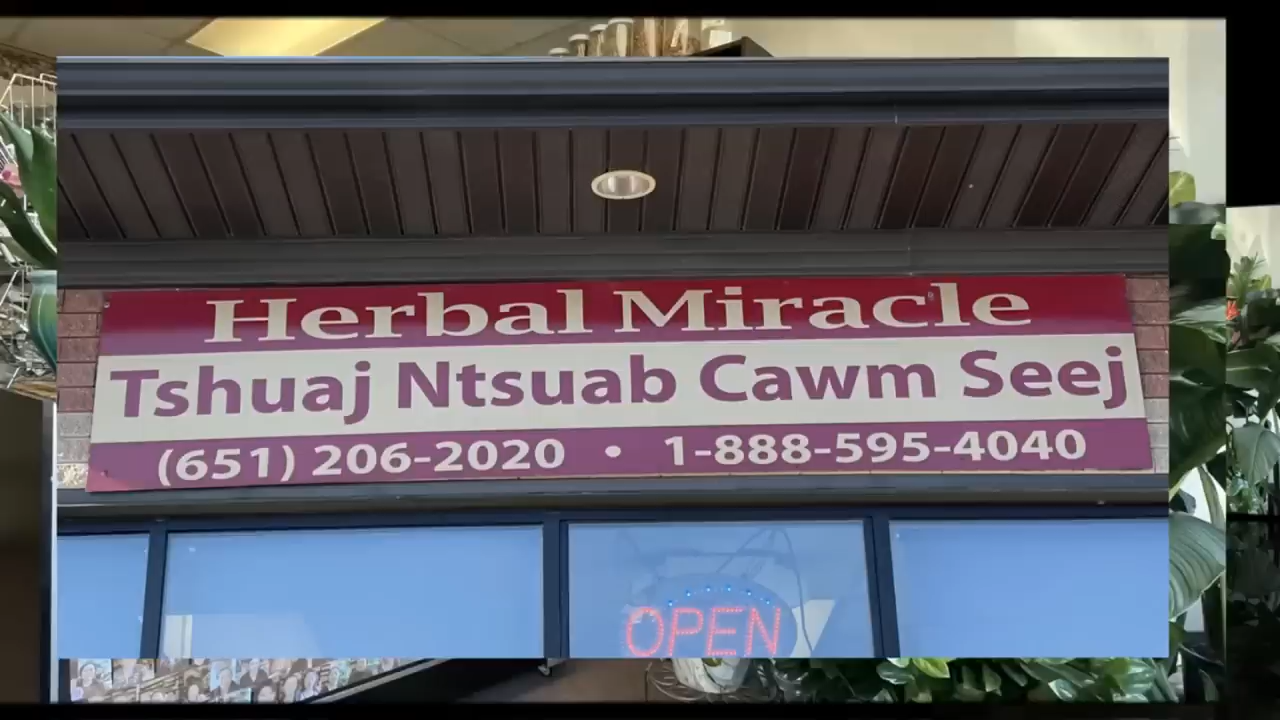 Herbal Miracle
Tshuaj Ntsuab Cawm Seej
(651) 206-2020 • 1-888-595-4040
OPEN